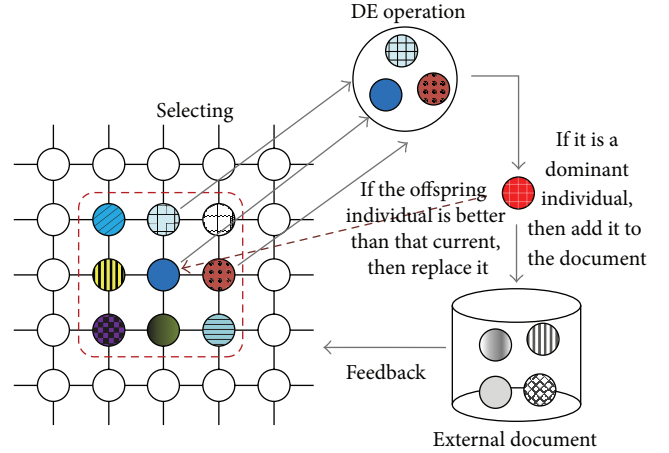 DE operation
Selecting
If it is a
dominant
individual,
then add it to
the document
If the offspring
individual is better
than that current,
then replace it
Feedback
External document